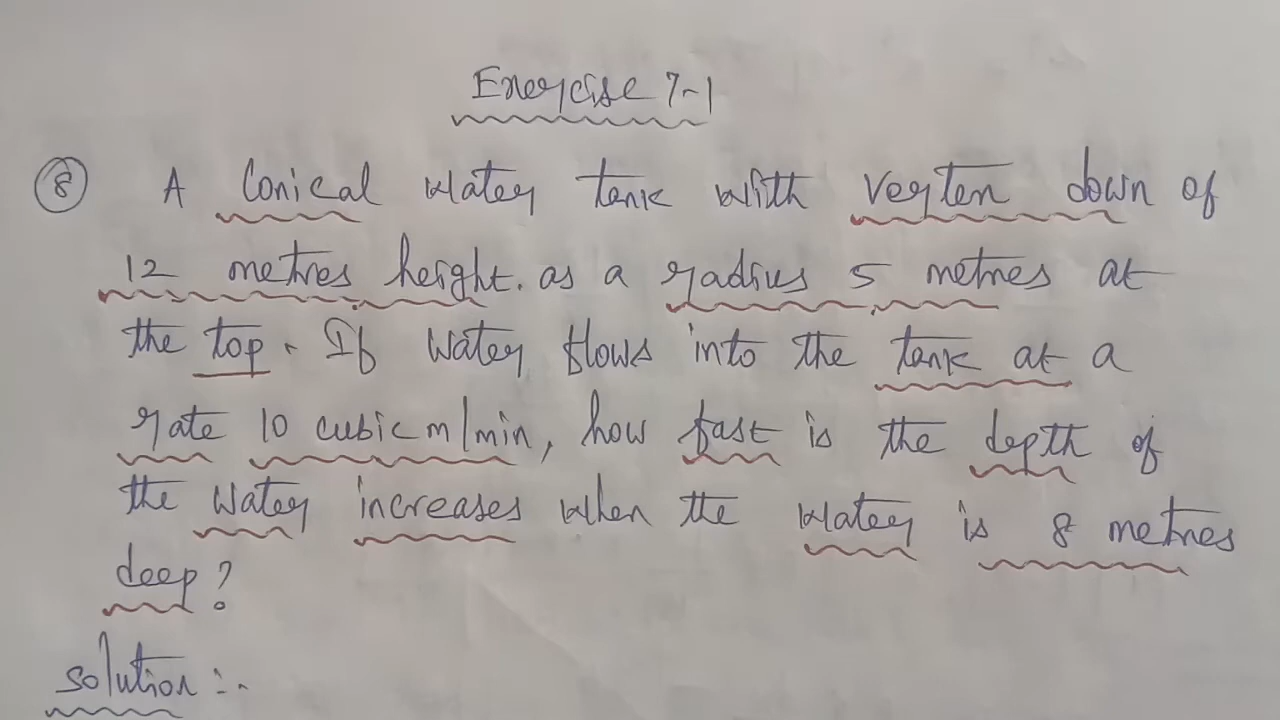 Exercise 7-1
8 A Conical water tank with vertex down of
12 metres height. as a radius 5 metres at
the top. If water flows into the tank at a
rate 10 cubic m/min, how fast is the depth of
the water increases when the water is 8 metres
deep?
Solution :-